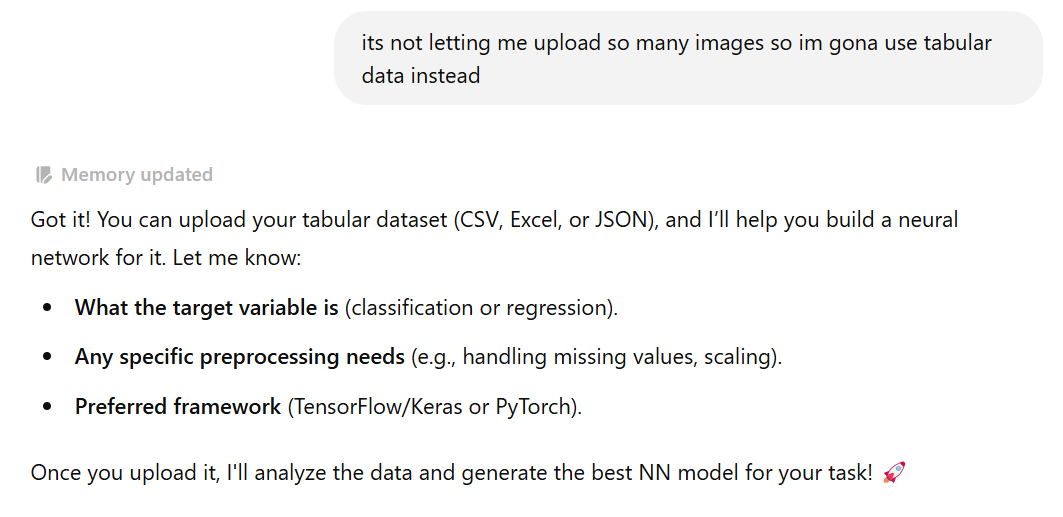 its not letting me upload so many images so im gona use tabular
data instead
Memory updated
Got it! You can upload your tabular dataset (CSV, Excel, or JSON), and I’ll help you build a neural
network for it. Let me know:
• What the target variable is (classification or regression).
• Any specific preprocessing needs (e.g., handling missing values, scaling).
• Preferred framework (TensorFlow/Keras or PyTorch).
Once you upload it, I'll analyze the data and generate the best NN model for your task! 🚀